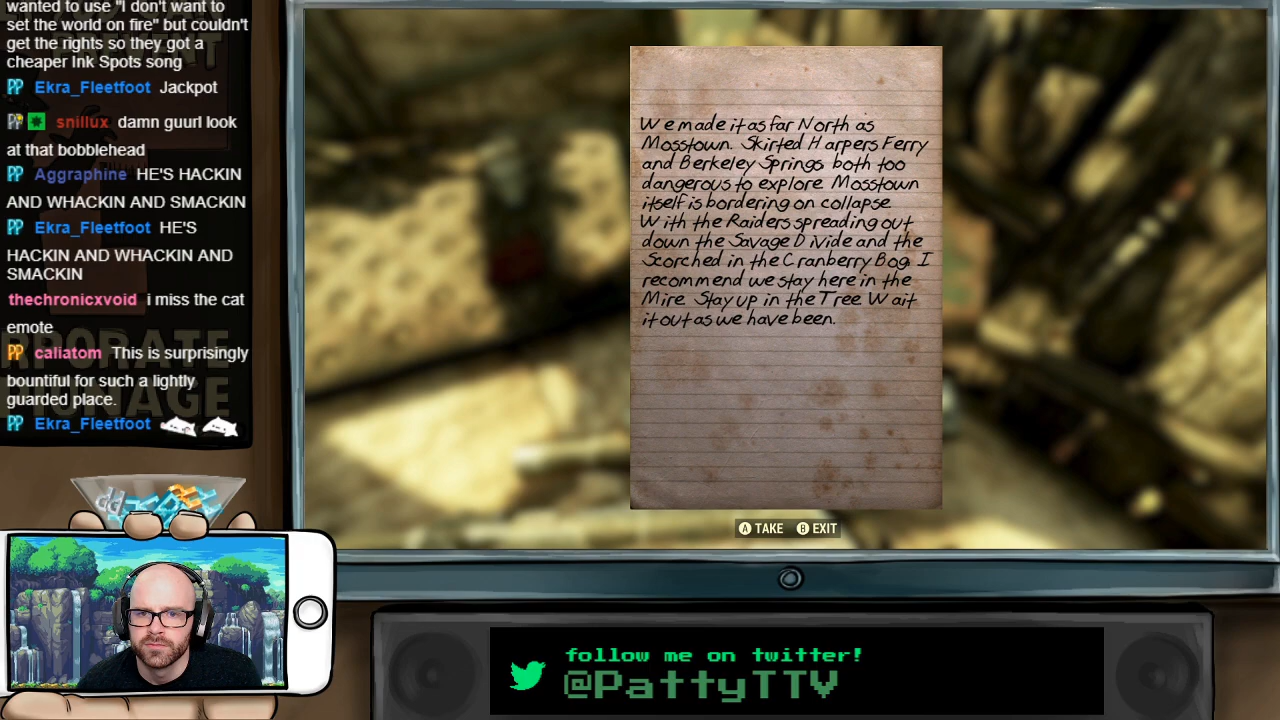 wanted to use "I don't want to
set the world on fire" but couldn't
get the rights so they got a
cheaper Ink Spots song
Ekra_Fleetfoot Jackpot
snillux damn guurl look
at that bobblehead
Aggraphine HE'S HACKIN
AND WHACKIN AND SMACKIN
Ekra_Fleetfoot HE'S
HACKIN AND WHACKIN AND
SMACKIN
thechronicxvoid i miss the cat
emote
caliatom This is surprisingly
bountiful for such a lightly
guarded place.
Ekra_Fleetfoot
We made it as far North as
Mosstown. Skirted Harpers Ferry
and Berkeley Springs both too
dangerous to explore Mosstown
itself is bordering on collapse
With the Raiders spreading out
down the Savage Divide and the
Scorched in the Cranberry Bog. I
recommend we stay here in the
Mire Stay up in the Tree Wait
it out as we have been.
A TAKE B EXIT
follow me on twitter!
@PattyTTV